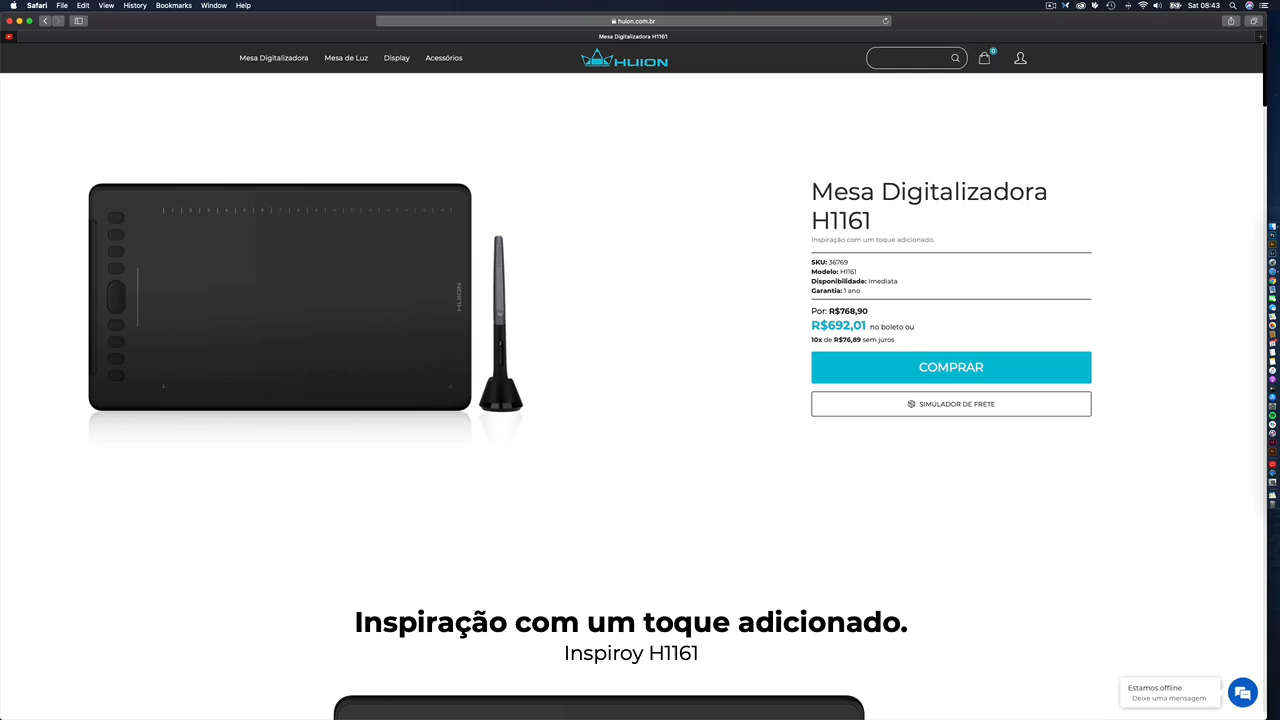 Safari File Edit View History Bookmarks Window Help
Sat 08:43
huion.com.br
Mesa Digitalizadora H1161
Mesa Digitalizadora Mesa de Luz Display Acessórios
HUION
0
HUION
Mesa Digitalizadora
H1161
Inspiração com um toque adicionado.
SKU: 36769
Modelo: H1161
Disponibilidade: Imediata
Garantia: 1 ano
Por: R$768,90
R$692,01 no boleto ou
10x de R$76,89 sem juros
COMPRAR
SIMULADOR DE FRETE
Inspiração com um toque adicionado.
Inspiroy H1161
Estamos offline
Deixe uma mensagem